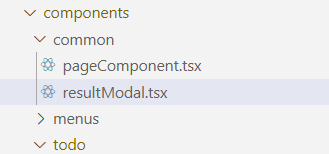 components
common
pageComponent.tsx
resultModal.tsx
menus
todo